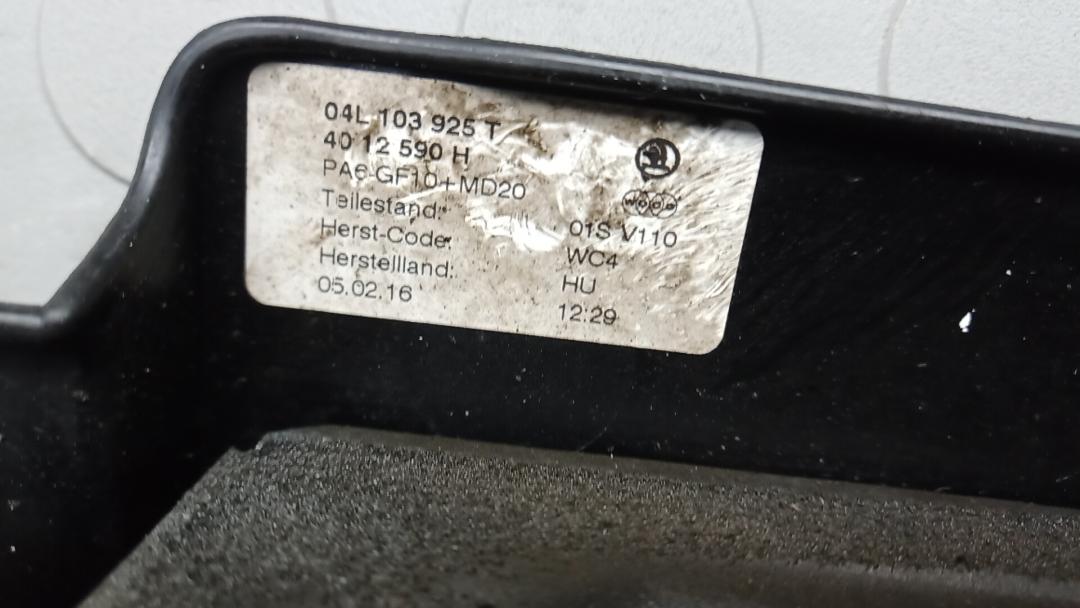 04L 103 925 T
40 12 590 H
PA6-GF10+MD20
Teilestand: 01S V110
Herst-Code: WC4
Herstellland: HU
05.02.16 12:29